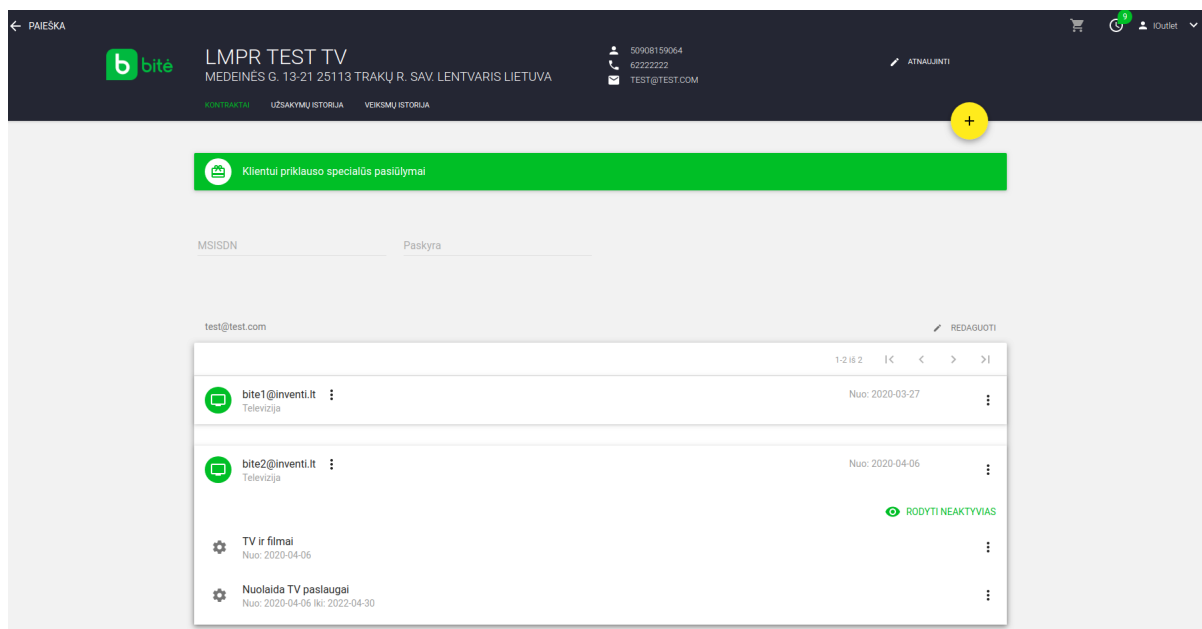 PAIEŠKA
9
IOutlet
bitė
LMPR TEST TV
MEDEINĖS G. 13-21 25113 TRAKŲ R. SAV. LENTVARIS LIETUVA
50908159064
62222222
TEST@TEST.COM
ATNAUJINTI
KONTRAKTAI UŽSAKYMŲ ISTORIJA VEIKSMŲ ISTORIJA
+
Klientui priklauso specialūs pasiūlymai
MSISDN Paskyra
test@test.com REDAGUOTI
1-2 iš 2
bite1@inventi.lt Nuo: 2020-03-27
Televizija
bite2@inventi.lt Nuo: 2020-04-06
Televizija
RODYTI NEAKTYVIAS
TV ir filmai
Nuo: 2020-04-06
Nuolaida TV paslaugai
Nuo: 2020-04-06 Iki: 2022-04-30